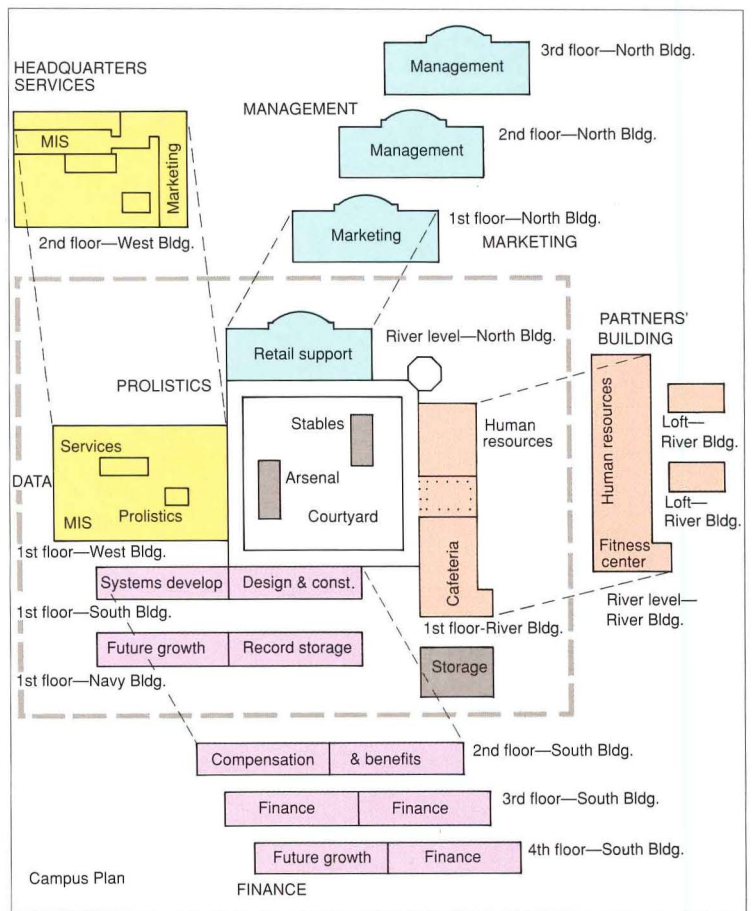 Management
3rd floor—North Bldg.
HEADQUARTERS
SERVICES
MANAGEMENT
MIS
Marketing
Management
2nd floor—North Bldg.
2nd floor—West Bldg.
Marketing
1st floor—North Bldg.
MARKETING
Retail support
River level—North Bldg.
PARTNERS'
BUILDING
PROLISTICS
Stables
Human
resources
Human resources
Loft—
River Bldg.
Services
Arsenal
DATA
Loft—
River Bldg.
MIS
Prolistics
Courtyard
Cafeteria
Fitness
center
1st floor—West Bldg.
Systems develop
Design & const.
River level—
River Bldg.
1st floor—South Bldg.
1st floor-River Bldg.
Future growth
Record storage
Storage
1st floor—Navy Bldg.
Compensation
& benefits
2nd floor—South Bldg.
Finance
Finance
3rd floor—South Bldg.
Future growth
Finance
4th floor—South Bldg.
Campus Plan
FINANCE